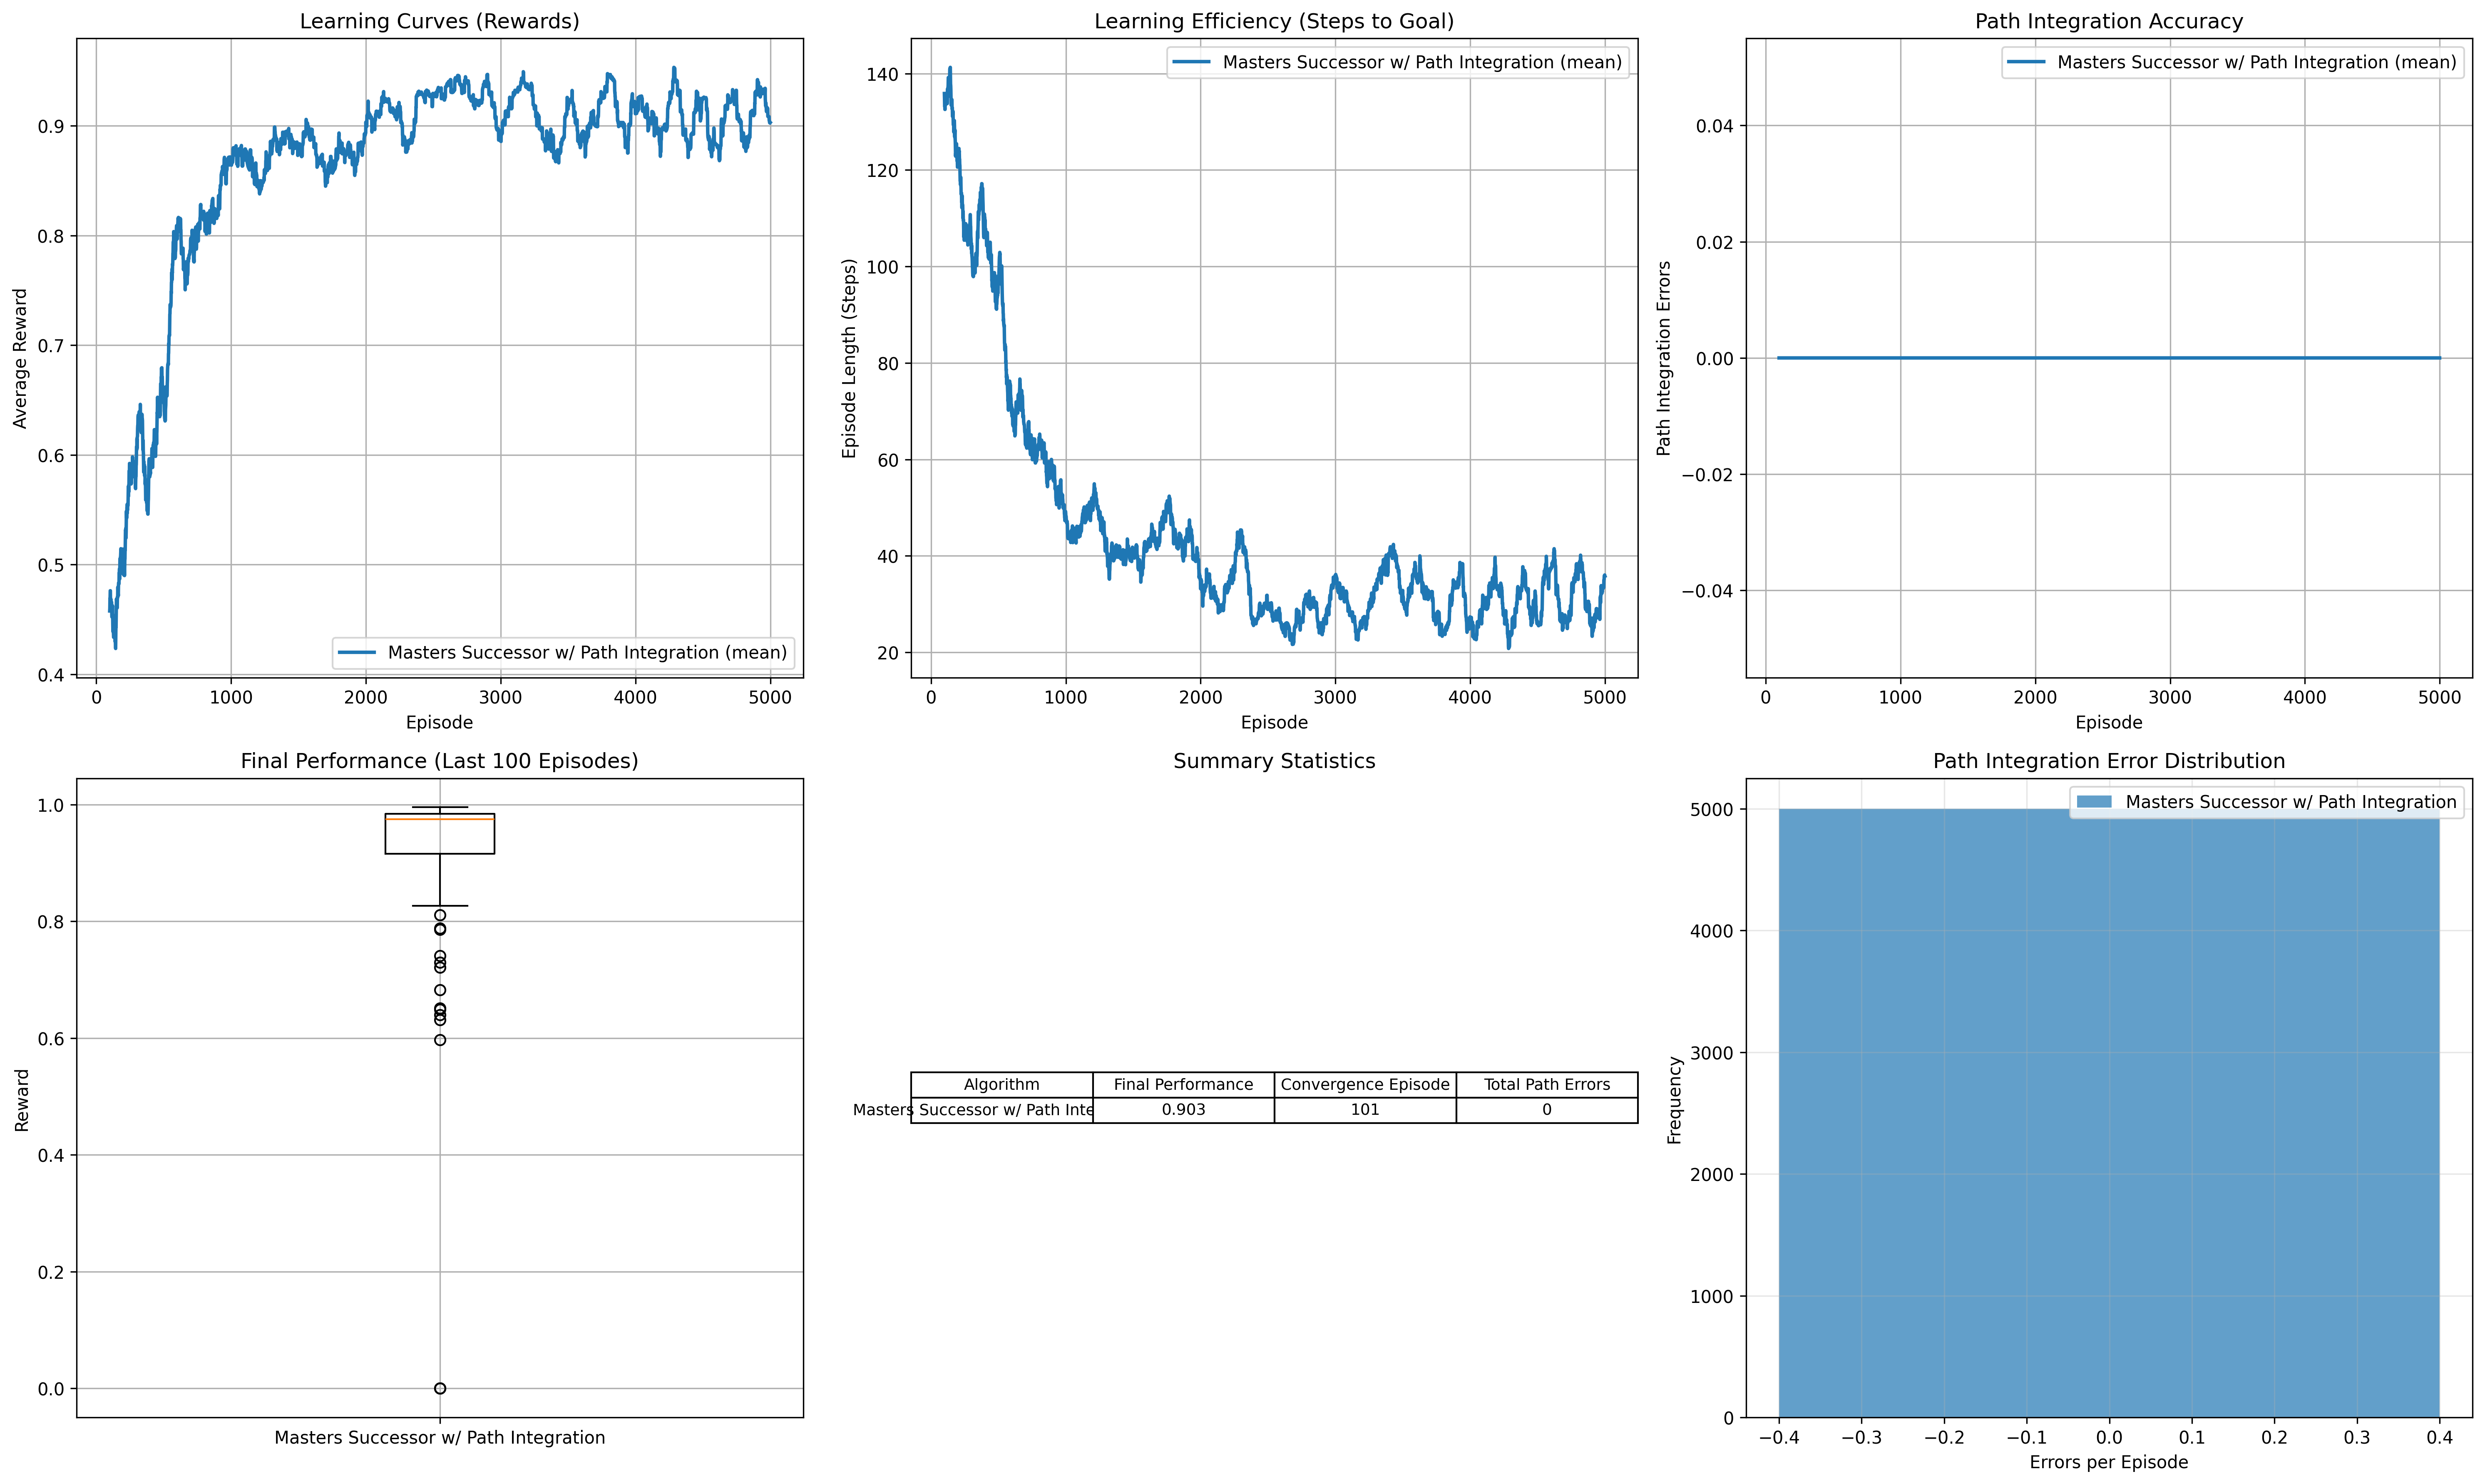 Learning Curves (Rewards)
Average Reward
0.9
0.8
0.7
0.6
0.5
0.4
Masters Successor w/ Path Integration (mean)
0
1000
2000
3000
4000
5000
Episode
Learning Efficiency (Steps to Goal)
Episode Length (Steps)
140
120
100
80
60
40
20
Masters Successor w/ Path Integration (mean)
0
1000
2000
3000
4000
5000
Episode
Path Integration Accuracy
Path Integration Errors
0.04
0.02
0.00
−0.02
−0.04
Masters Successor w/ Path Integration (mean)
0
1000
2000
3000
4000
5000
Episode
Final Performance (Last 100 Episodes)
Reward
1.0
0.8
0.6
0.4
0.2
0.0
Masters Successor w/ Path Integration
Summary Statistics
Algorithm Final Performance Convergence Episode Total Path Errors
Masters Successor w/ Path Inte 0.903 101 0
Path Integration Error Distribution
Frequency
5000
4000
3000
2000
1000
0
Masters Successor w/ Path Integration
−0.4
−0.3
−0.2
−0.1
0.0
0.1
0.2
0.3
0.4
Errors per Episode